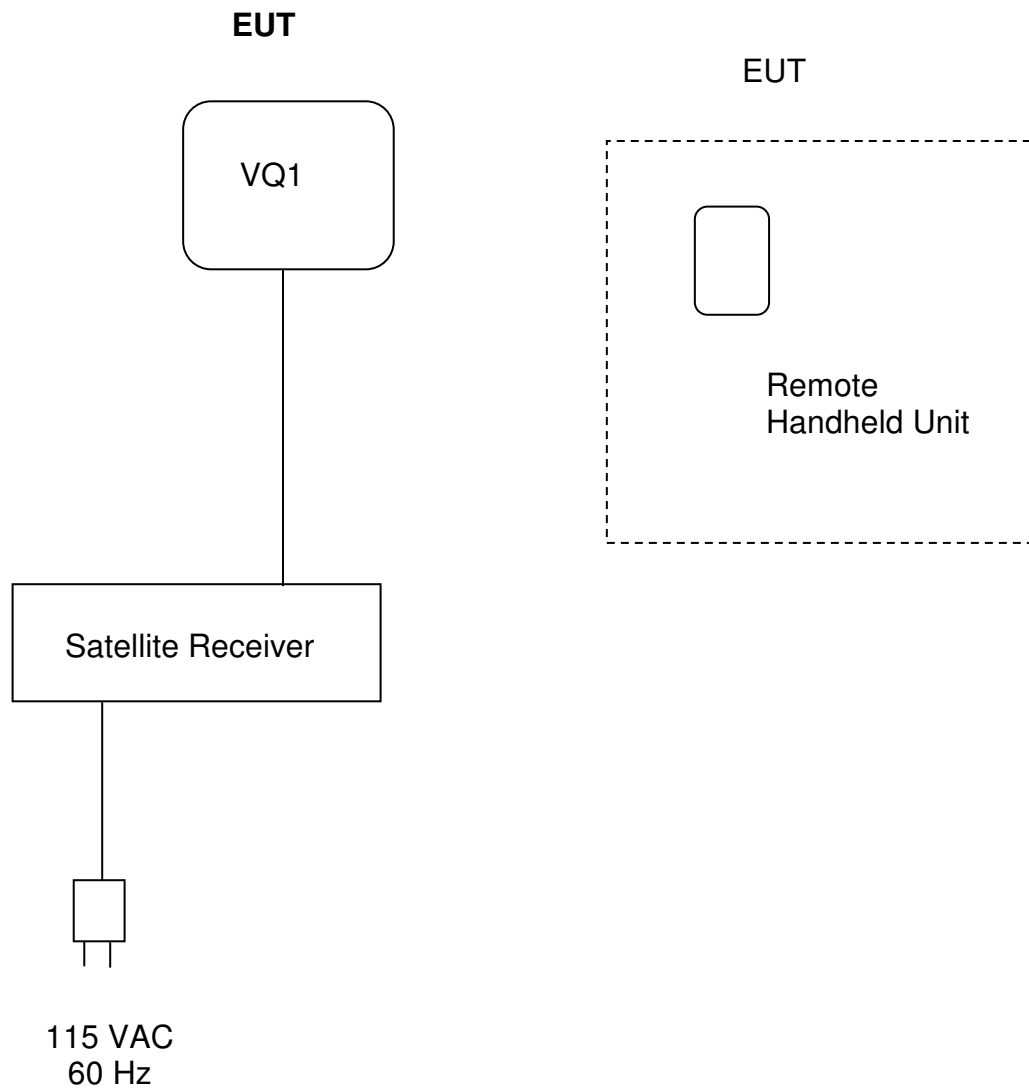 EUT
EUT
VQ1
Remote
Handheld Unit
Satellite Receiver
115 VAC
60 Hz